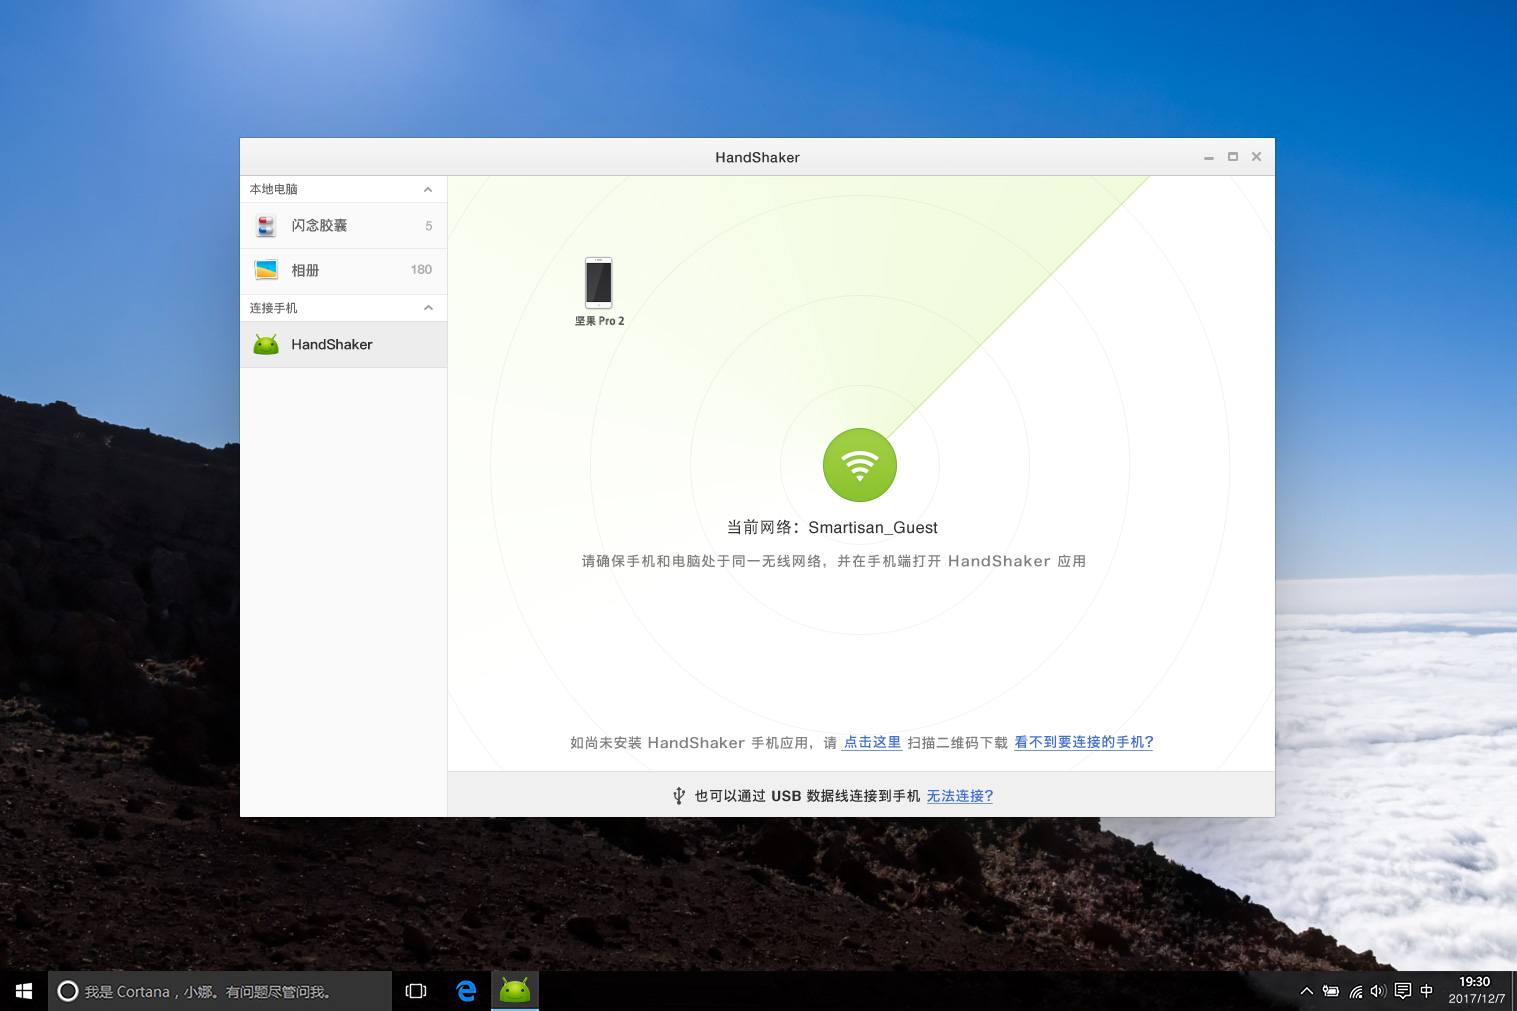 HandShaker
本地电脑
闪念胶囊 5
相册 180
连接手机
HandShaker
坚果 Pro 2
当前网络：Smartisan_Guest
请确保手机和电脑处于同一无线网络，并在手机端打开 HandShaker 应用
如尚未安装 HandShaker 手机应用，请 点击这里 扫描二维码下载 看不到要连接的手机?
也可以通过 USB 数据线连接到手机 无法连接?
我是 Cortana，小娜。有问题尽管问我。
中
19:30
2017/12/7